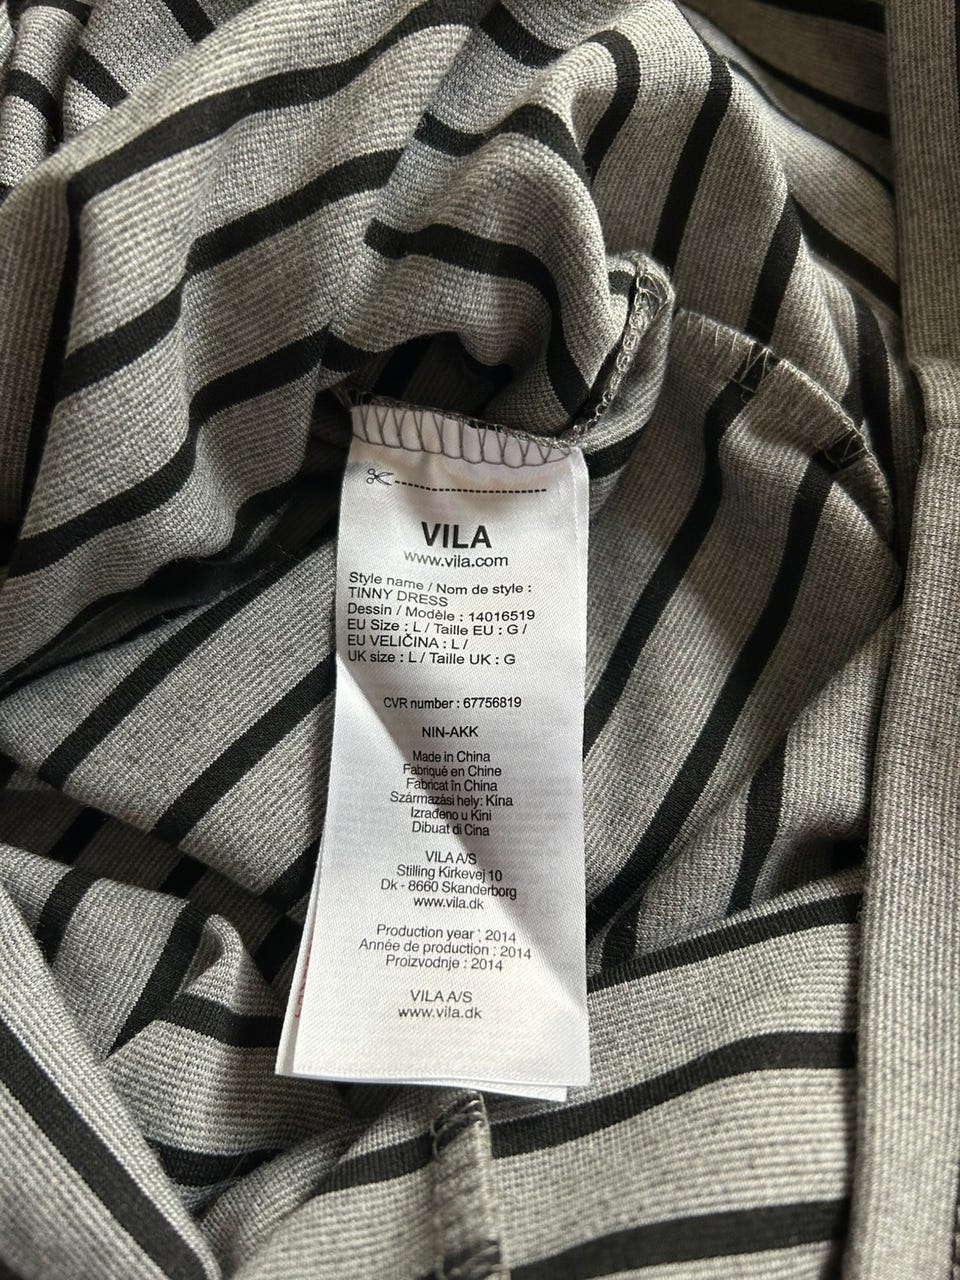 VILA
www.vila.com
Style name / Nom de style :
TINNY DRESS
Dessin / Modèle : 14016519
EU Size : L / Taille EU : G /
EU VELIČINA : L /
UK size : L / Taille UK : G
CVR number : 67756819
NIN-AKK
Made in China
Fabriqué en Chine
Fabricat în China
Származási hely: Kína
Izrađeno u Kini
Dibuat di Cina
VILA A/S
Stilling Kirkevej 10
Dk - 8660 Skanderborg
www.vila.dk
Production year : 2014
Année de production : 2014
Proizvodnje : 2014
VILA A/S
www.vila.dk